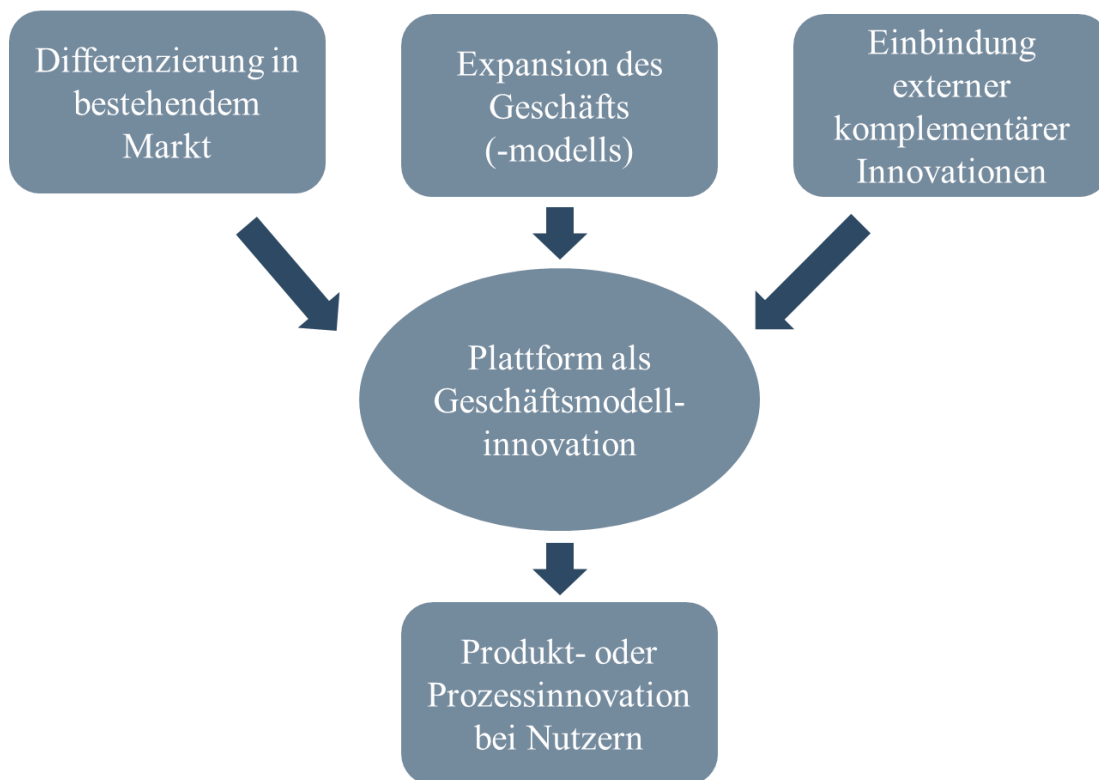 Differenzierung in
bestehendem
Markt
Expansion des
Geschäfts
(-modells)
Einbindung
externer
komplementärer
Innovationen
Plattform als
Geschäftsmodell-
innovation
Produkt- oder
Prozessinnovation
bei Nutzern